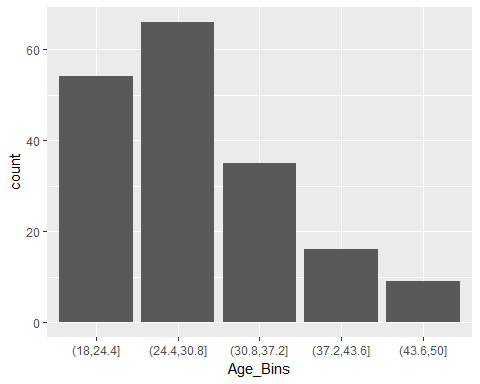 60
40
20
0
count
(18,24.4] (24.4,30.8] (30.8,37.2] (37.2,43.6] (43.6,50]
Age_Bins